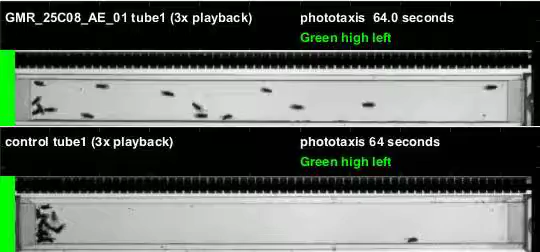 GMR_25C08_AE_01 tube1 (3x playback) phototaxis 64.0 seconds
Green high left
control tube1 (3x playback) phototaxis 64 seconds
Green high left